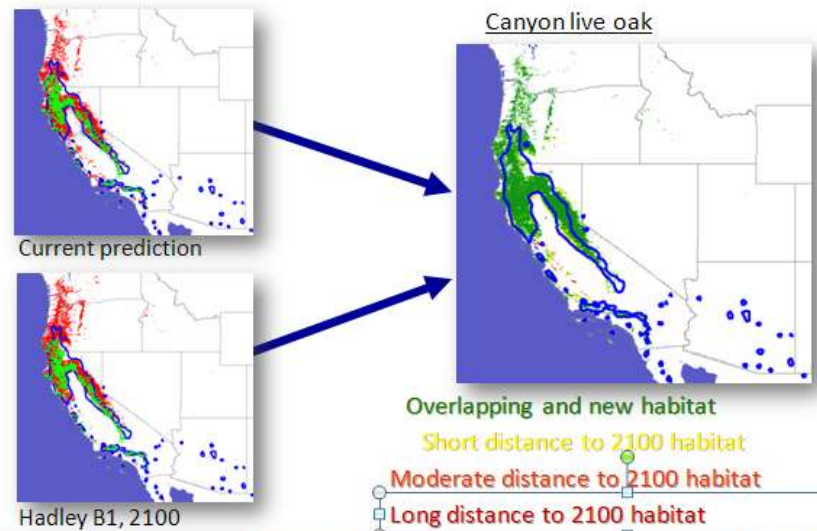 Canyon live oak
Current prediction
Hadley B1, 2100
Overlapping and new habitat
Short distance to 2100 habitat
Moderate distance to 2100 habitat
Long distance to 2100 habitat